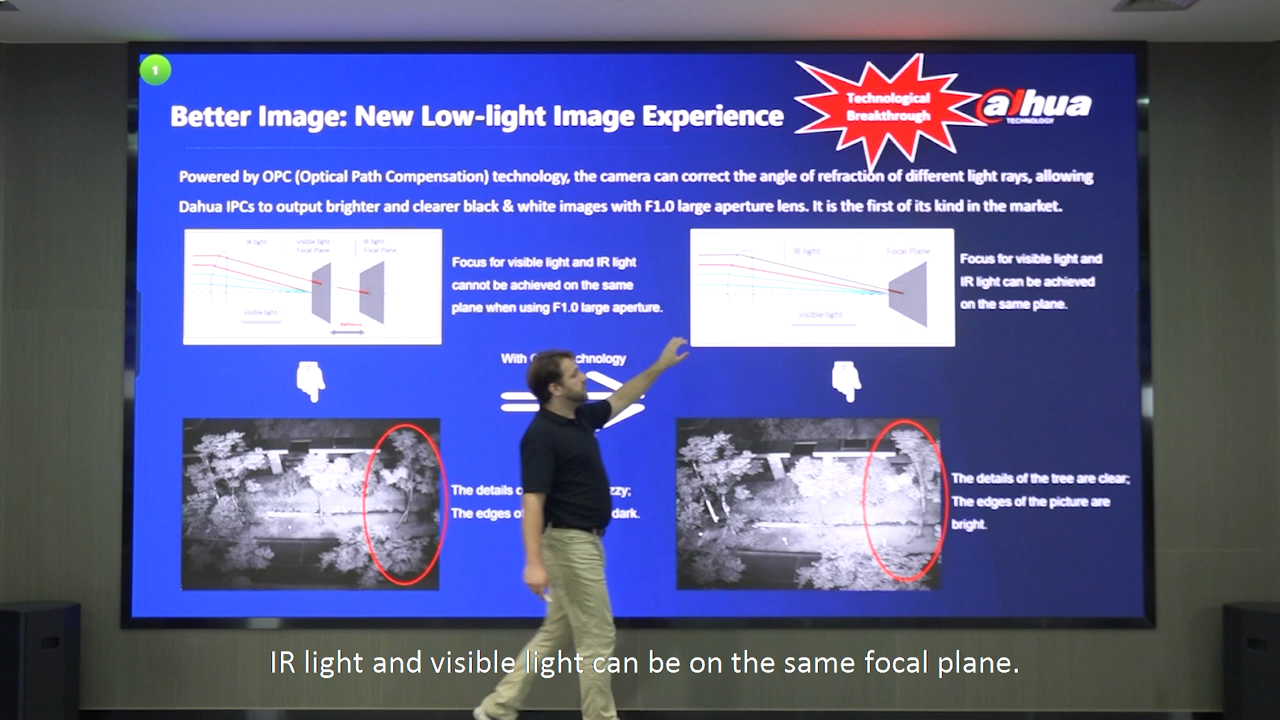 1
Better Image: New Low-light Image Experience
Technological
Breakthrough
alhua
TECHNOLOGY
Powered by OPC (Optical Path Compensation) technology, the camera can correct the angle of refraction of different light rays, allowing
Dahua IPCs to output brighter and clearer black & white images with F1.0 large aperture lens. It is the first of its kind in the market.
IR light
visible light
Focal Plane
IR light
Focal Plane
visible light
Focus for visible light and IR light
cannot be achieved on the same
plane when using F1.0 large aperture.
IR light
Focal Plane
visible light
Focus for visible light and
IR light can be achieved
on the same plane.
With
The details
The edges
dark.
The details of the tree are clear;
The edges of the picture are
bright.
IR light and visible light can be on the same focal plane.